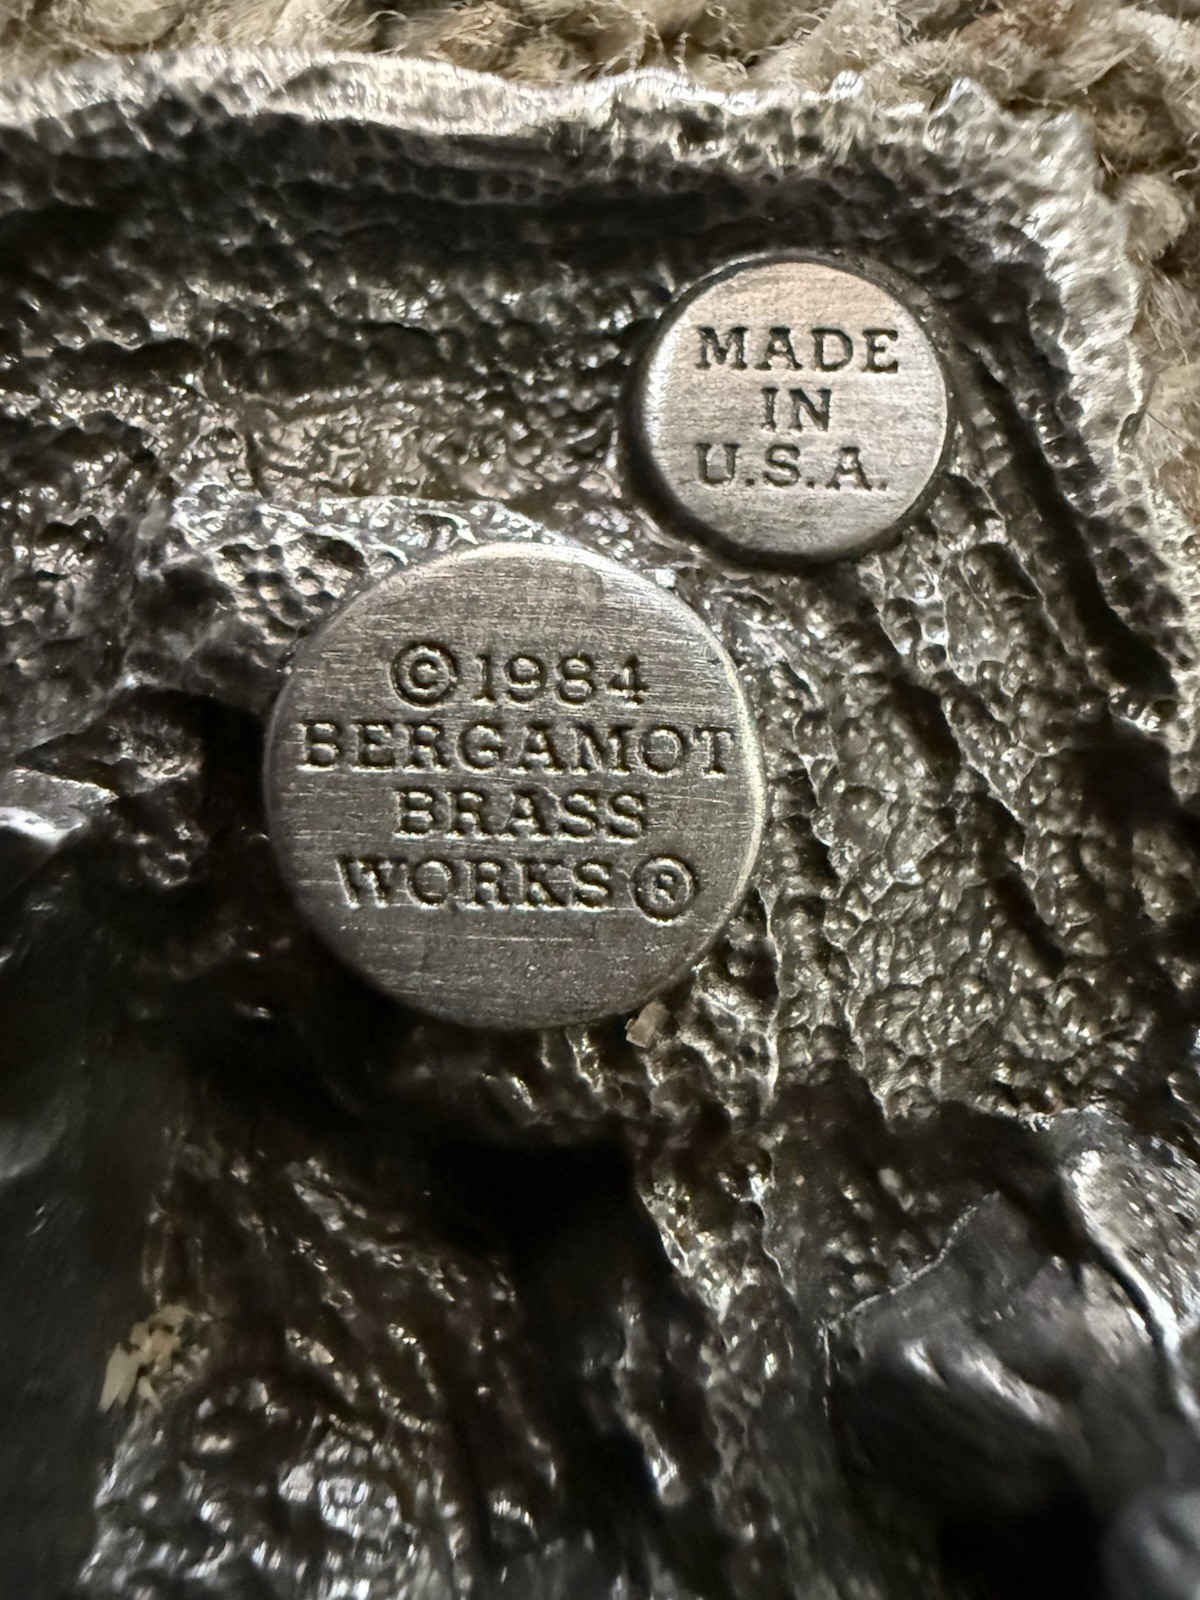 MADE
IN
U.S.A.
©1984
BERGAMOT
BRASS
WORKS®